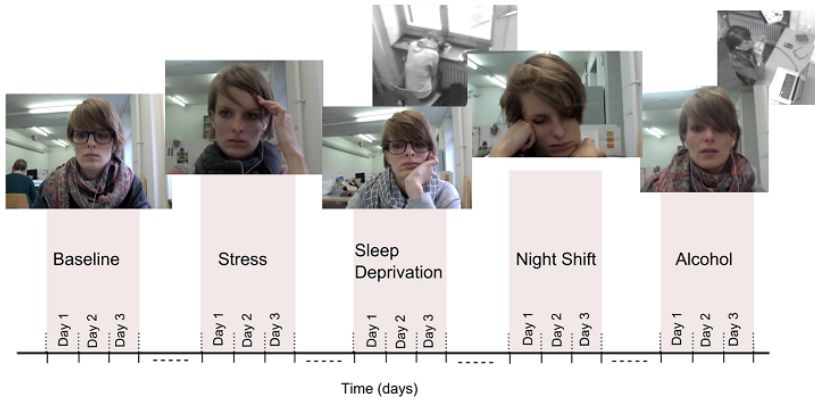 Baseline
Stress
Sleep
Deprivation
Night Shift
Alcohol
Day 1
Day 2
Day 3
Day 1
Day 2
Day 3
Day 1
Day 2
Day 3
Day 1
Day 2
Day 3
Day 1
Day 2
Day 3
Time (days)